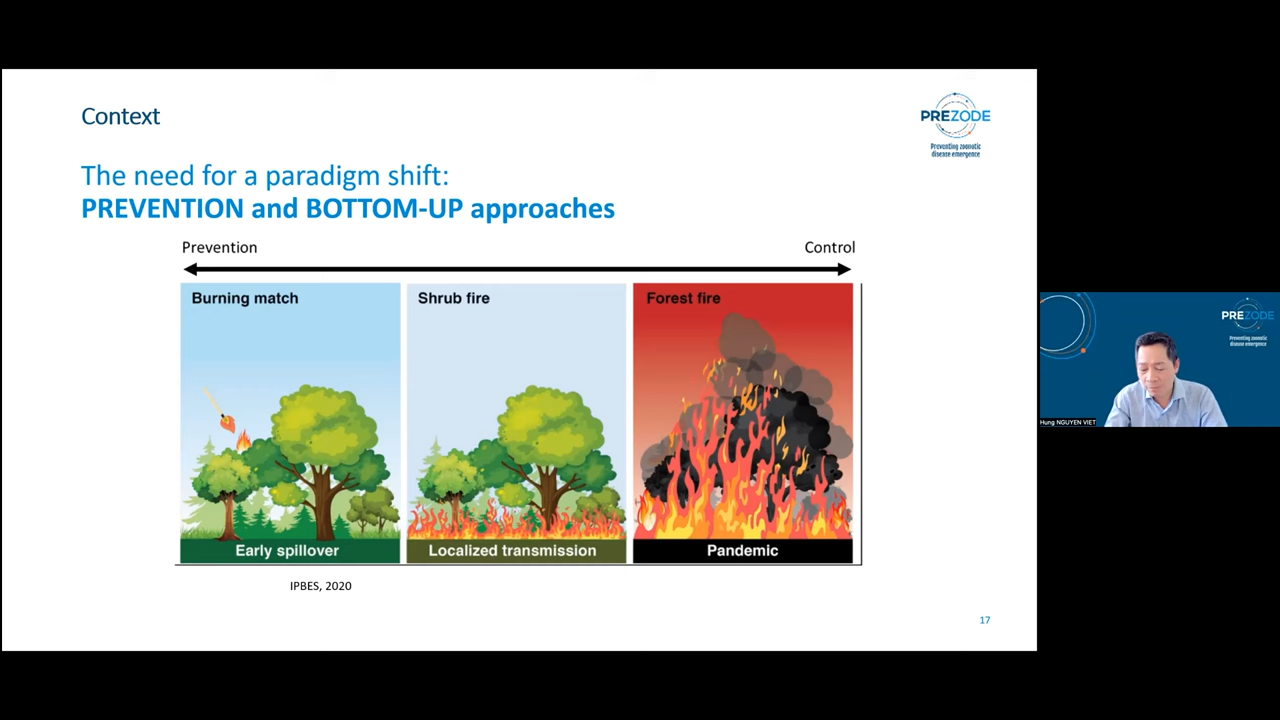 Context
PREZODE
Preventing zoonotic
disease emergence
The need for a paradigm shift:
PREVENTION and BOTTOM-UP approaches
Prevention
Control
Burning match
Shrub fire
Forest fire
Early spillover
Localized transmission
Pandemic
IPBES, 2020
17
PREZODE
Preventing zoonotic
disease emergence
Hung NGUYEN VIET